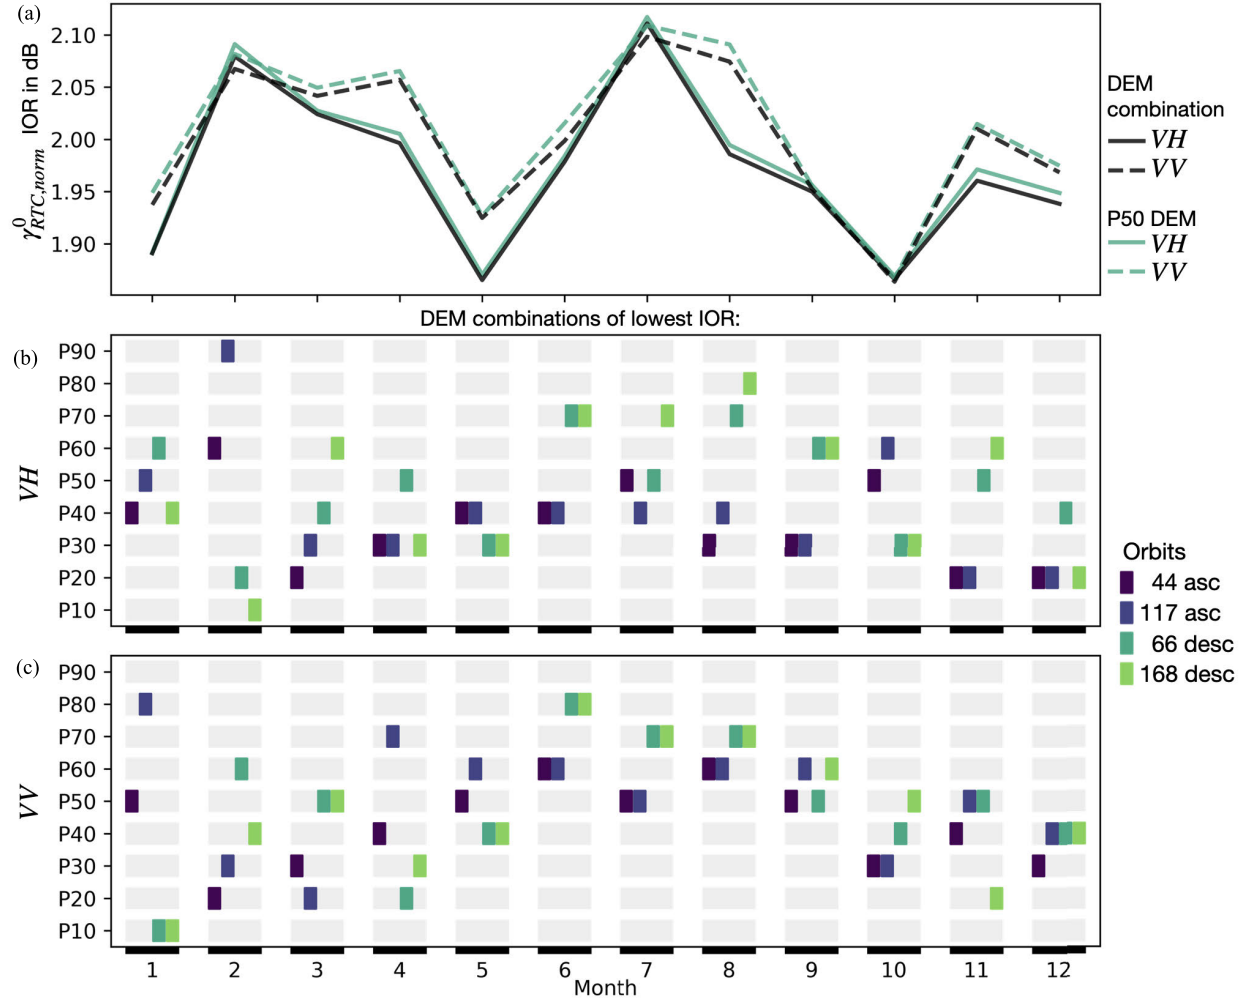 (a)
γ⁰RTC,norm IOR in dB
2.10
2.05
2.00
1.95
1.90
DEM
combination
VH
VV
P50 DEM
VH
VV
DEM combinations of lowest IOR:
(b)
VH
P90
P80
P70
P60
P50
P40
P30
P20
P10
Orbits
44 asc
117 asc
66 desc
168 desc
(c)
VV
P90
P80
P70
P60
P50
P40
P30
P20
P10
1 2 3 4 5 6 7 8 9 10 11 12
Month